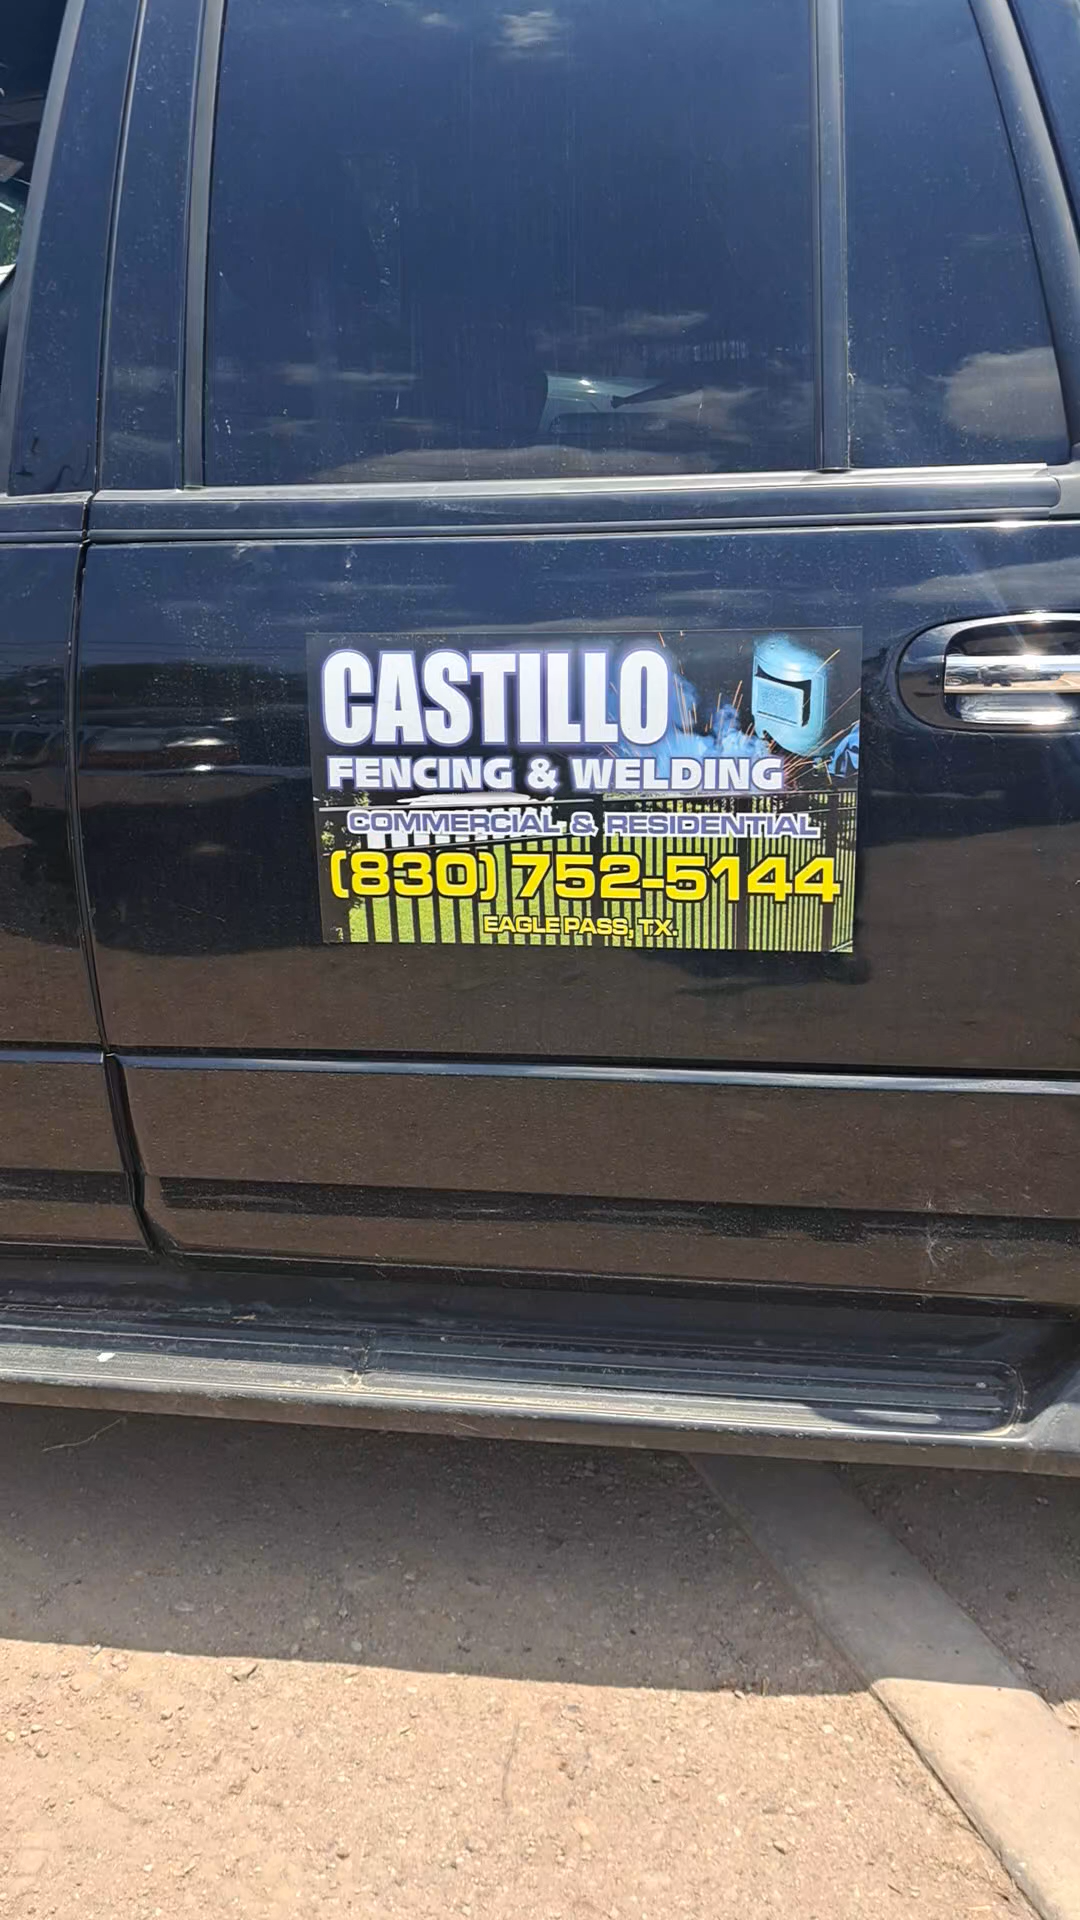 CASTILLO
FENCING & WELDING
COMMERCIAL & RESIDENTIAL
(830) 752-5144
EAGLE PASS, TX.